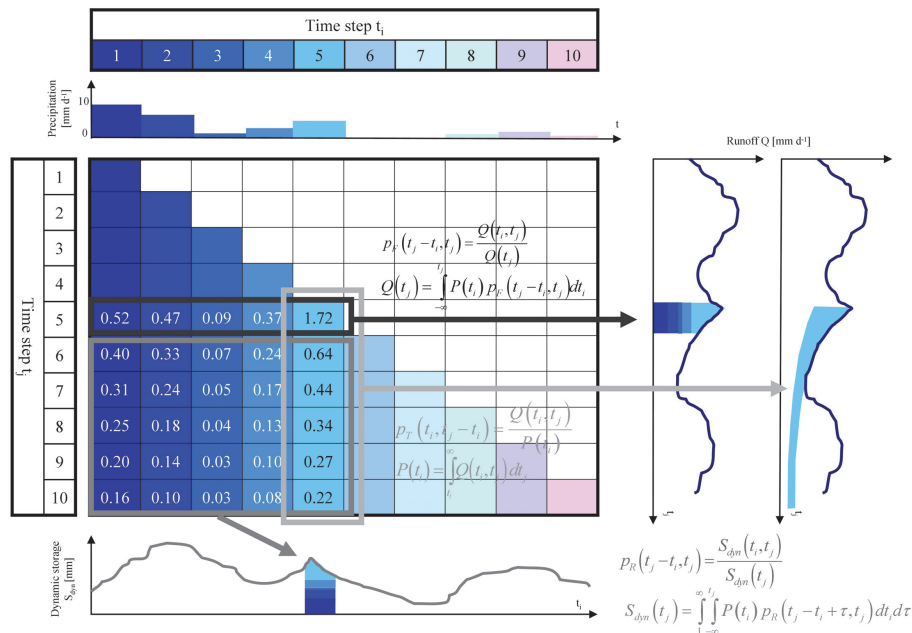 Time step t_i
1 2 3 4 5 6 7 8 9 10
Precipitation
[mm d⁻¹]
10
0
t
Runoff Q [mm d⁻¹]
Time step t_j
1
2
3
p_F(t_j − t_i, t_j) = Q(t_i, t_j) / Q(t_j)
4
Q(t_j) = ∫_{−∞}^{t_j} P(t_i) p_F(t_j − t_i, t_j) dt_i
5 0.52 0.47 0.09 0.37 1.72
6 0.40 0.33 0.07 0.24 0.64
7 0.31 0.24 0.05 0.17 0.44
8 0.25 0.18 0.04 0.13 0.34
p_T(t_i, t_j − t_i) = Q(t_i, t_j) / P(t_i)
9 0.20 0.14 0.03 0.10 0.27
P(t_i) = ∫_{t_i}^{∞} Q(t_i, t_j) dt_j
10 0.16 0.10 0.03 0.08 0.22
t_j
t_j
Dynamic storage
S_dyn [mm]
t_i
p_R(t_j − t_i, t_j) = S_dyn(t_i, t_j) / S_dyn(t_j)
S_dyn(t_j) = ∫_{1}^{∞} ∫_{−∞}^{t_j} P(t_i) p_R(t_j − t_i + τ, t_j) dt_i dτ